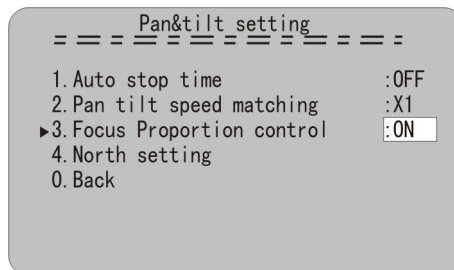 Pan&tilt setting
1. Auto stop time :OFF
2. Pan tilt speed matching :X1
▶3. Focus Proportion control :ON
4. North setting
0. Back